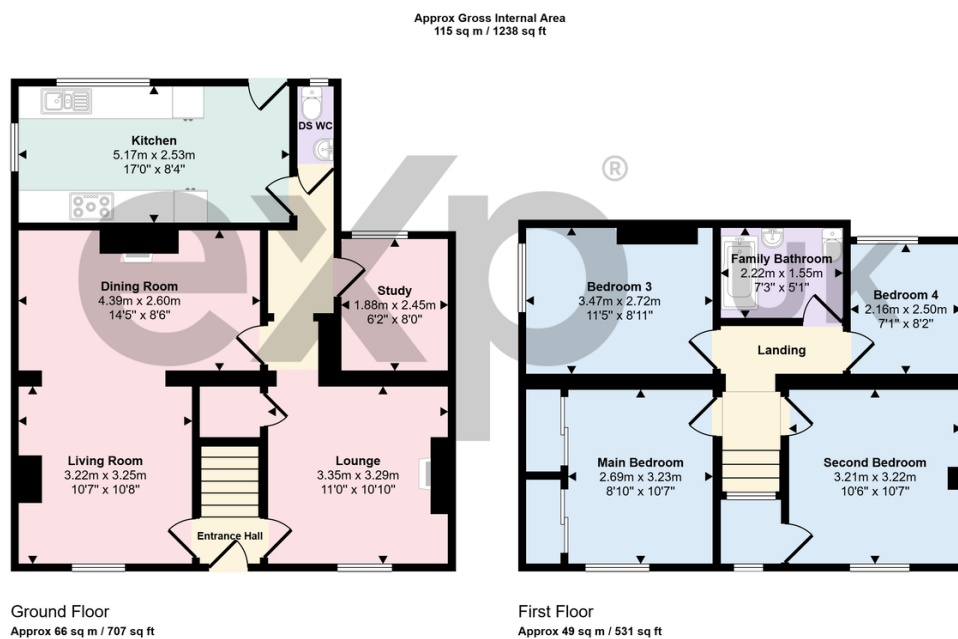 Approx Gross Internal Area
115 sq m / 1238 sq ft
DS WC
Kitchen
5.17m x 2.53m
17'0" x 8'4"
®
exp
uk
Dining Room
4.39m x 2.60m
14'5" x 8'6"
Study
1.88m x 2.45m
6'2" x 8'0"
Bedroom 3
3.47m x 2.72m
11'5" x 8'11"
Family Bathroom
2.22m x 1.55m
7'3" x 5'1"
Bedroom 4
2.16m x 2.50m
7'1" x 8'2"
Landing
Living Room
3.22m x 3.25m
10'7" x 10'8"
Lounge
3.35m x 3.29m
11'0" x 10'10"
Main Bedroom
2.69m x 3.23m
8'10" x 10'7"
Second Bedroom
3.21m x 3.22m
10'6" x 10'7"
Entrance Hall
Ground Floor
Approx 66 sq m / 707 sq ft
First Floor
Approx 49 sq m / 531 sq ft